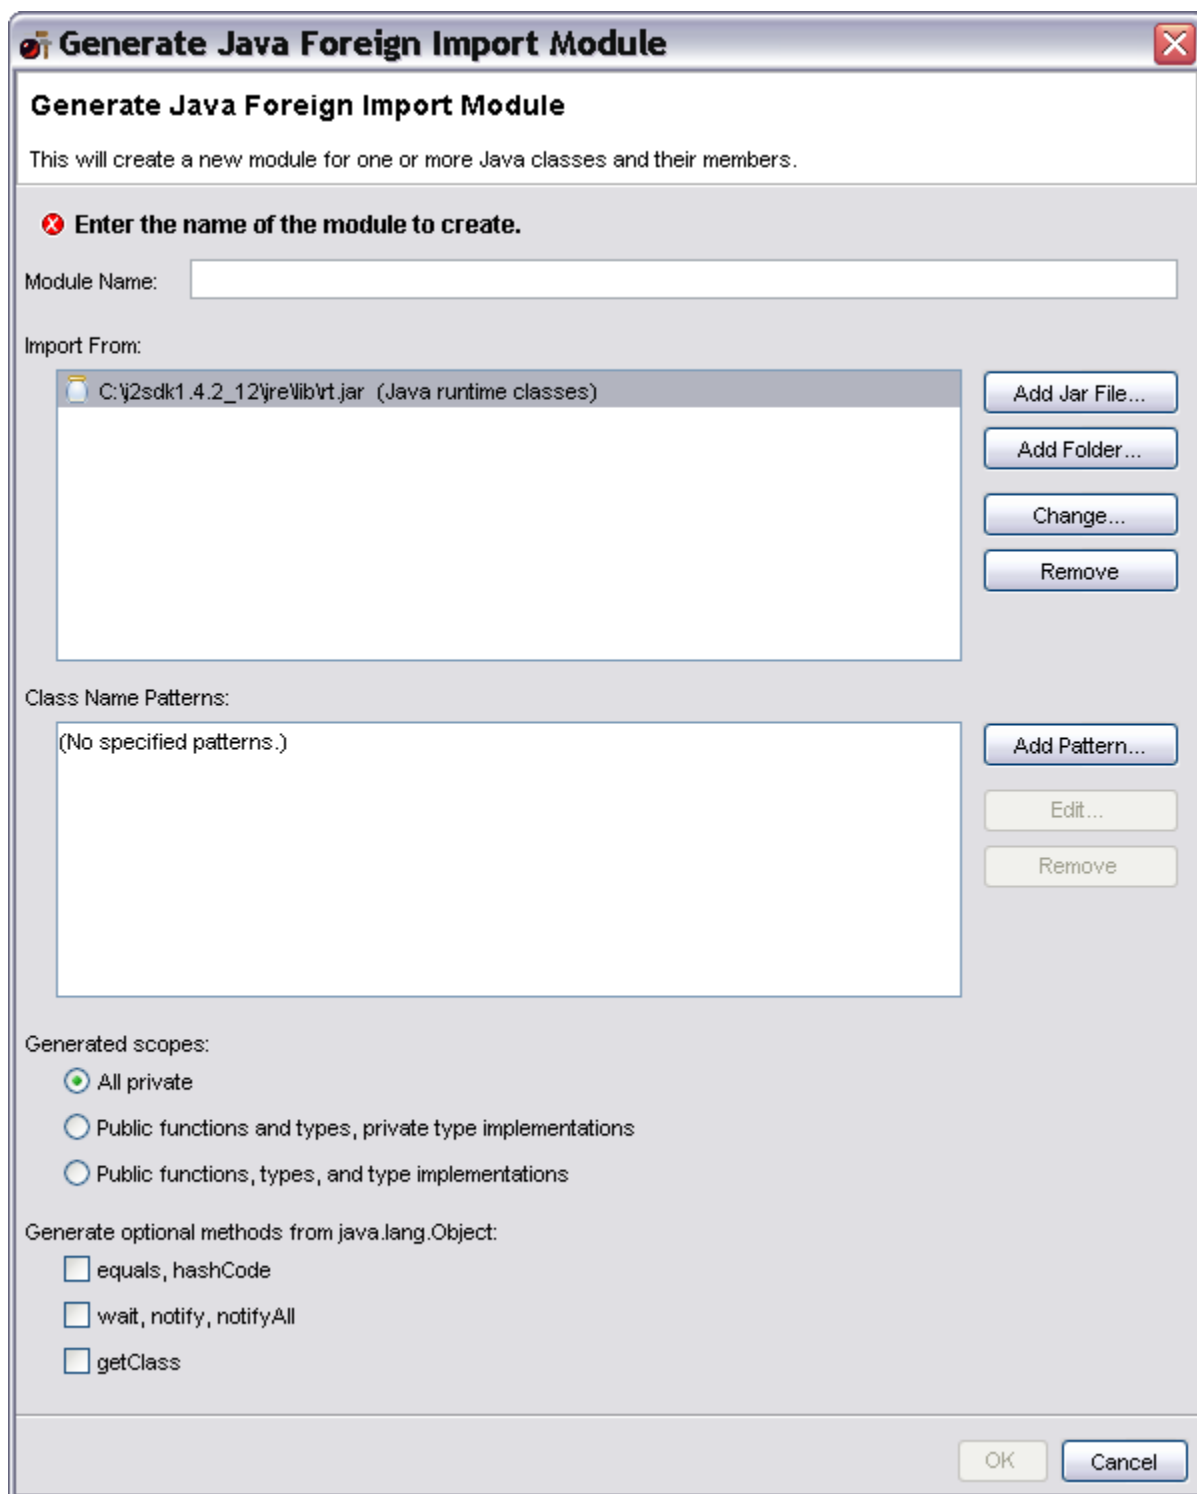 Generate Java Foreign Import Module
Generate Java Foreign Import Module
This will create a new module for one or more Java classes and their members.
Enter the name of the module to create.
Module Name:
Import From:
C:\j2sdk1.4.2_12\jre\lib\rt.jar (Java runtime classes)
Add Jar File...
Add Folder...
Change...
Remove
Class Name Patterns:
(No specified patterns.)
Add Pattern...
Edit...
Remove
Generated scopes:
All private
Public functions and types, private type implementations
Public functions, types, and type implementations
Generate optional methods from java.lang.Object:
equals, hashCode
wait, notify, notifyAll
getClass
OK Cancel